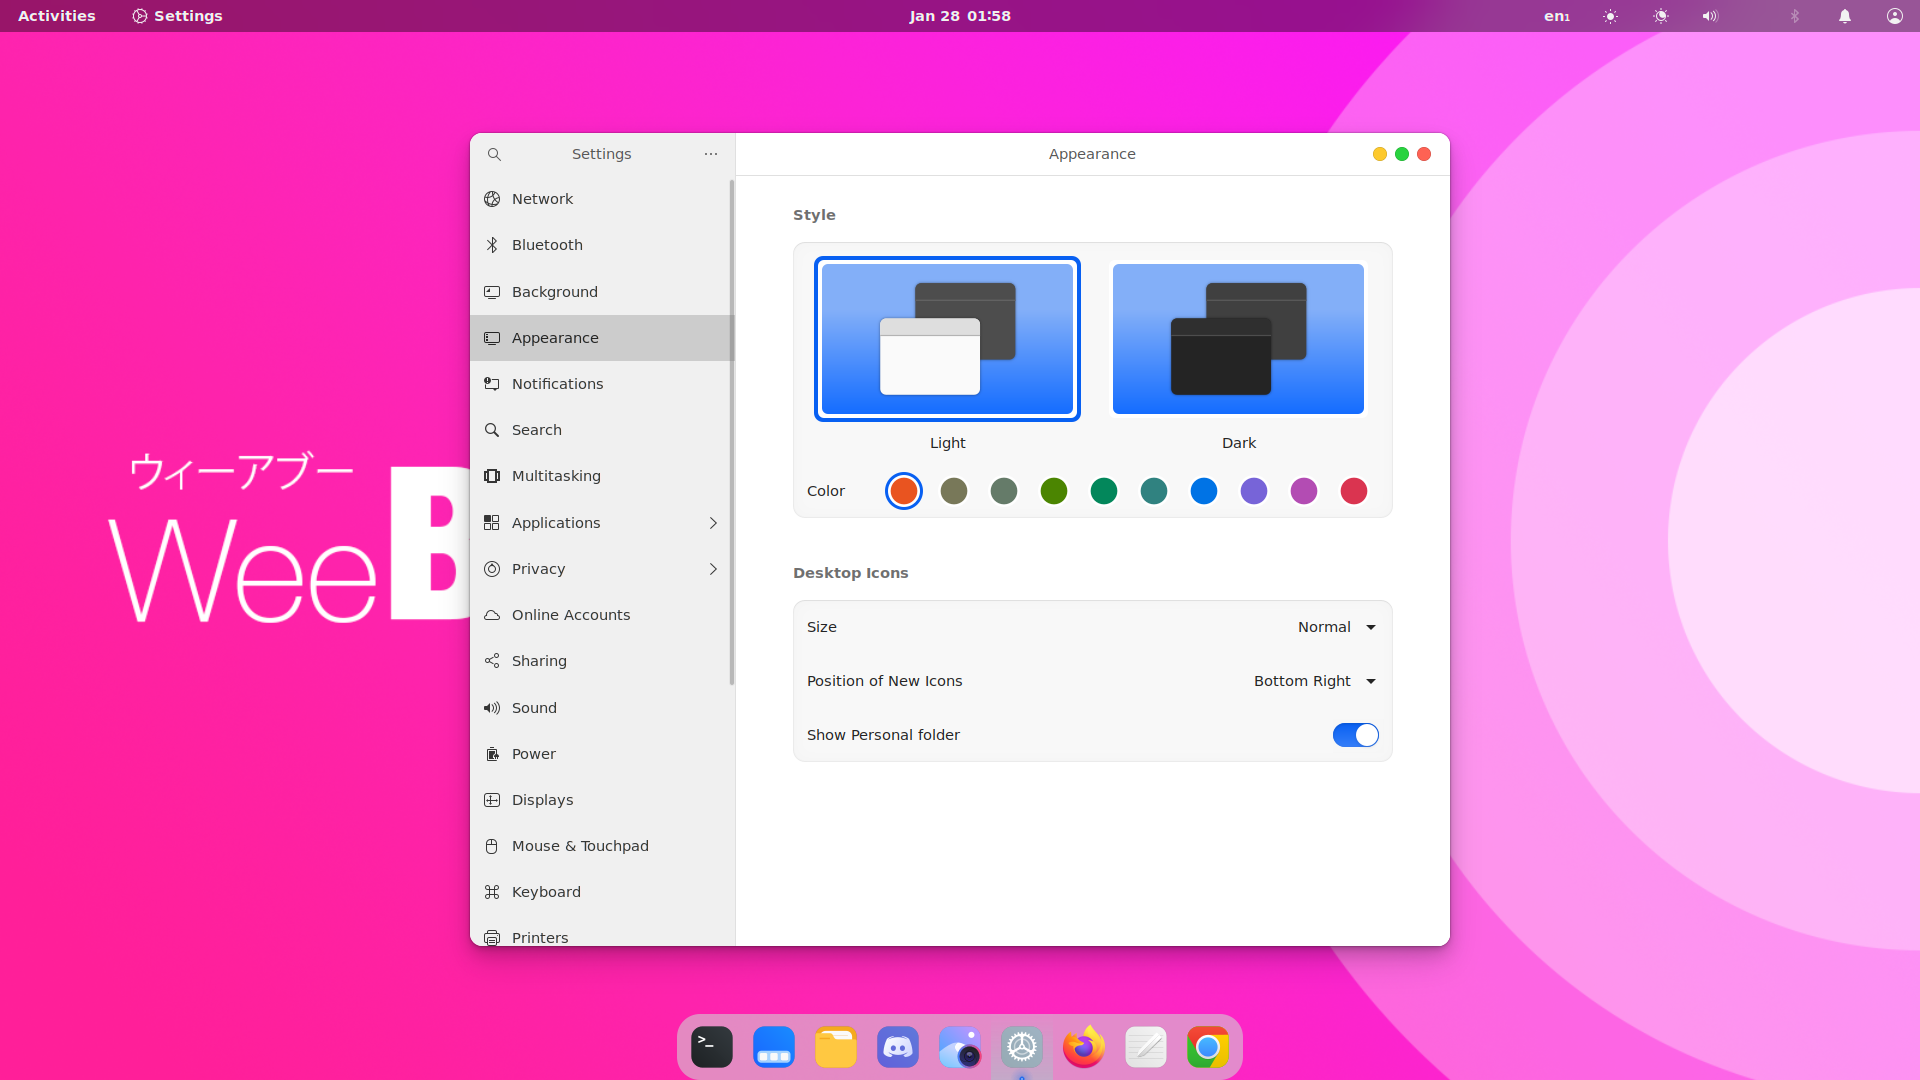 Activities
Settings
Jan 28 01:58
en₁
ウィーアブー
WeeB
Settings
Network
Bluetooth
Background
Appearance
Notifications
Search
Multitasking
Applications
Privacy
Online Accounts
Sharing
Sound
Power
Displays
Mouse & Touchpad
Keyboard
Printers
Appearance
Style
Light
Dark
Color
Desktop Icons
Size
Normal
Position of New Icons
Bottom Right
Show Personal folder
>_